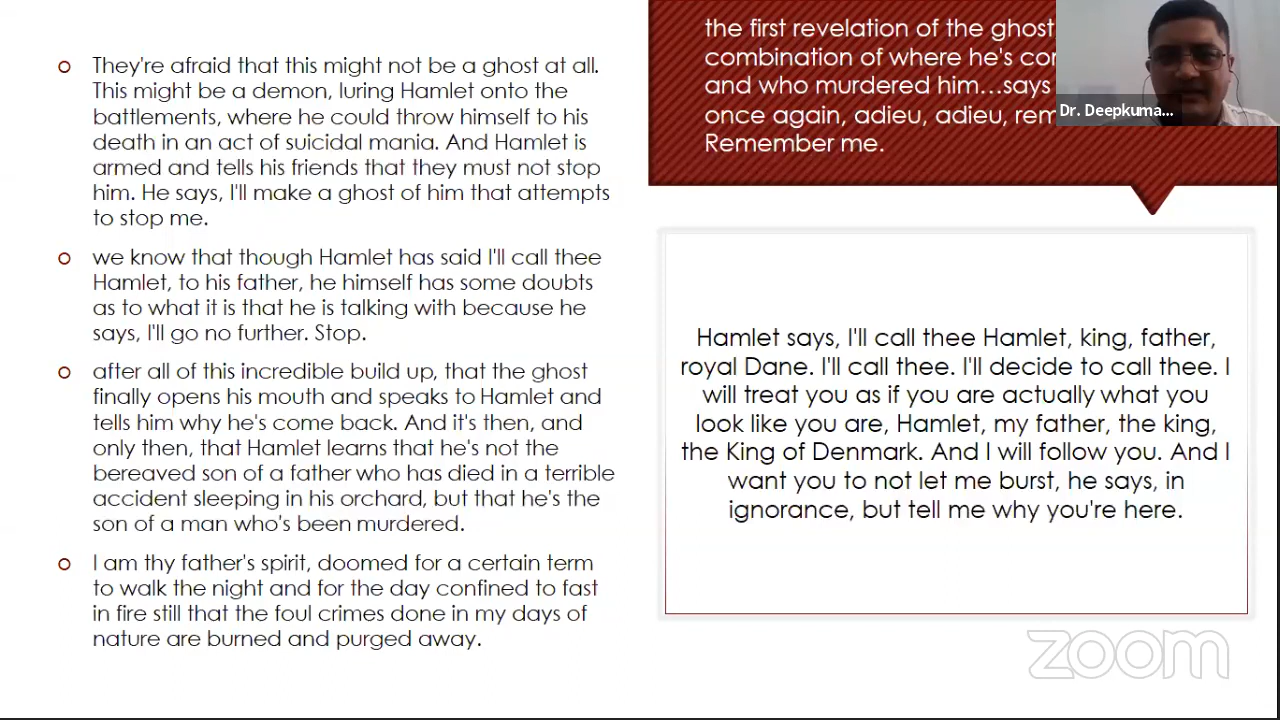 They're afraid that this might not be a ghost at all.
This might be a demon, luring Hamlet onto the
battlements, where he could throw himself to his
death in an act of suicidal mania. And Hamlet is
armed and tells his friends that they must not stop
him. He says, I'll make a ghost of him that attempts
to stop me.
we know that though Hamlet has said I'll call thee
Hamlet, to his father, he himself has some doubts
as to what it is that he is talking with because he
says, I'll go no further. Stop.
after all of this incredible build up, that the ghost
finally opens his mouth and speaks to Hamlet and
tells him why he's come back. And it's then, and
only then, that Hamlet learns that he's not the
bereaved son of a father who has died in a terrible
accident sleeping in his orchard, but that he's the
son of a man who's been murdered.
I am thy father's spirit, doomed for a certain term
to walk the night and for the day confined to fast
in fire still that the foul crimes done in my days of
nature are burned and purged away.
the first revelation of the ghost
combination of where he's
and who murdered him…says
once again, adieu, adieu,
Remember me.
Dr. Deepkuma...
Hamlet says, I'll call thee Hamlet, king, father,
royal Dane. I'll call thee. I'll decide to call thee. I
will treat you as if you are actually what you
look like you are, Hamlet, my father, the king,
the King of Denmark. And I will follow you. And I
want you to not let me burst, he says, in
ignorance, but tell me why you're here.
zoom